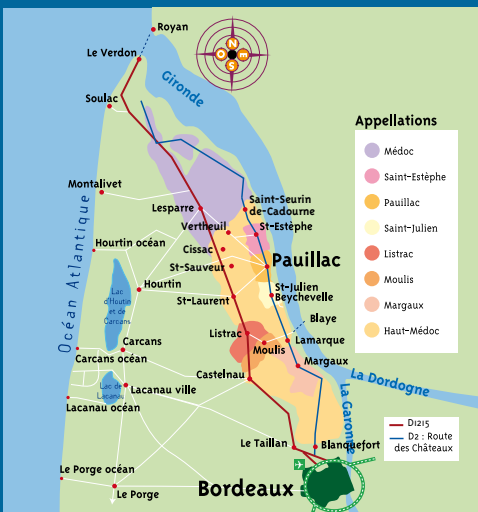 Royan
Le Verdon
N
O
E
S
Gironde
Soulac
Appellations
Médoc
Saint-Estèphe
Pauillac
Saint-Julien
Listrac
Moulis
Margaux
Haut-Médoc
Montalivet
Océan Atlantique
Lesparre
Saint-Seurin
de-Cadourne
Vertheuil
St-Estèphe
Hourtin océan
Cissac
Pauillac
St-Sauveur
Hourtin
Lac
d'Houtin
et de
Carcans
St-Laurent
St-Julien
Beychevelle
Blaye
Listrac
Lamarque
Moulis
Carcans
Carcans océan
Margaux
Castelnau
La Dordogne
Lac de
Lacanau
Lacanau ville
Lacanau océan
La Garonne
D1215
D2 : Route
des Châteaux
Le Taillan
Blanquefort
Le Porge océan
Le Porge
Bordeaux